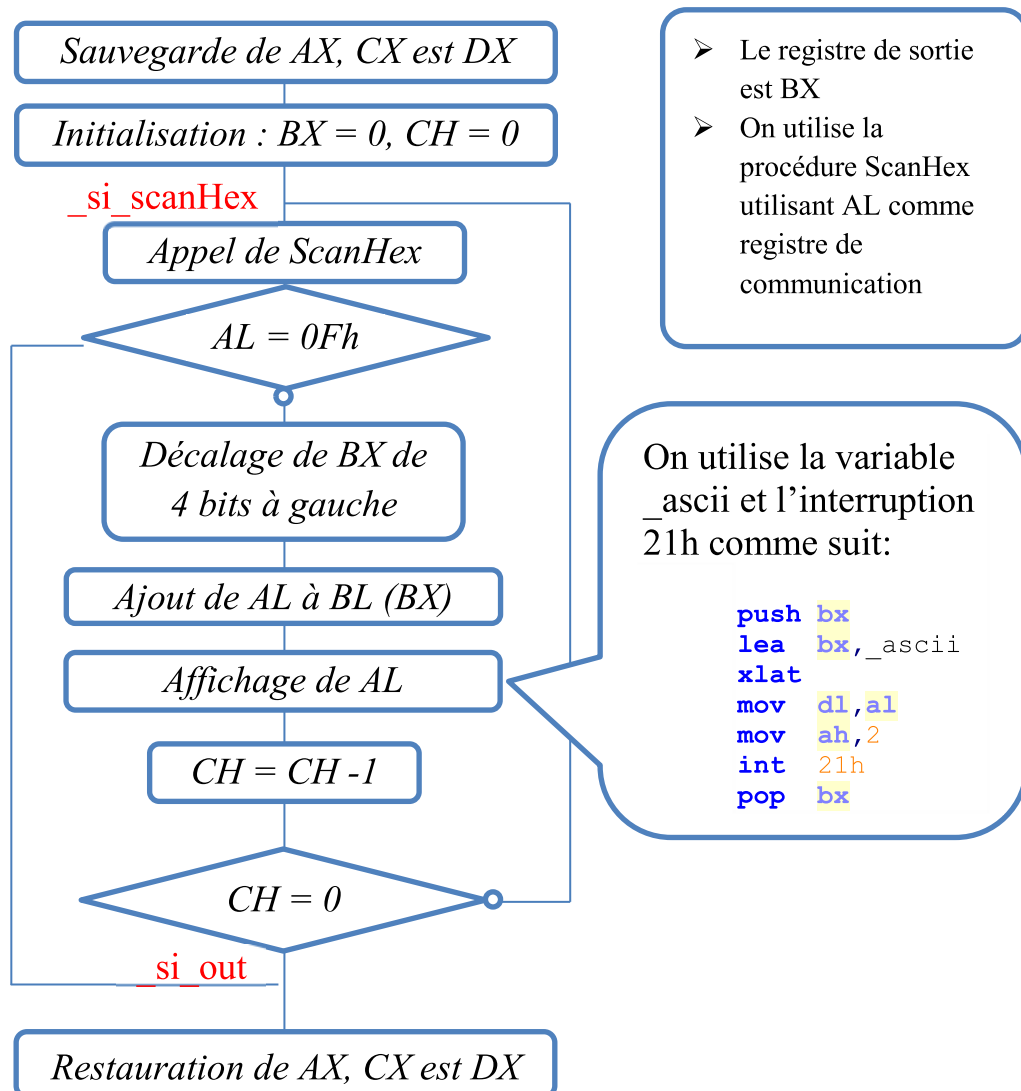 Sauvegarde de AX, CX est DX
Initialisation : BX = 0, CH = 0
_si_scanHex
Appel de ScanHex
AL = 0Fh
Décalage de BX de
4 bits à gauche
Ajout de AL à BL (BX)
Affichage de AL
CH = CH -1
CH = 0
_si_out
Restauration de AX, CX est DX
➢ Le registre de sortie
est BX
➢ On utilise la
procédure ScanHex
utilisant AL comme
registre de
communication
On utilise la variable
_ascii et l’interruption
21h comme suit:
push bx
lea bx,_ascii
xlat
mov dl,al
mov ah,2
int 21h
pop bx